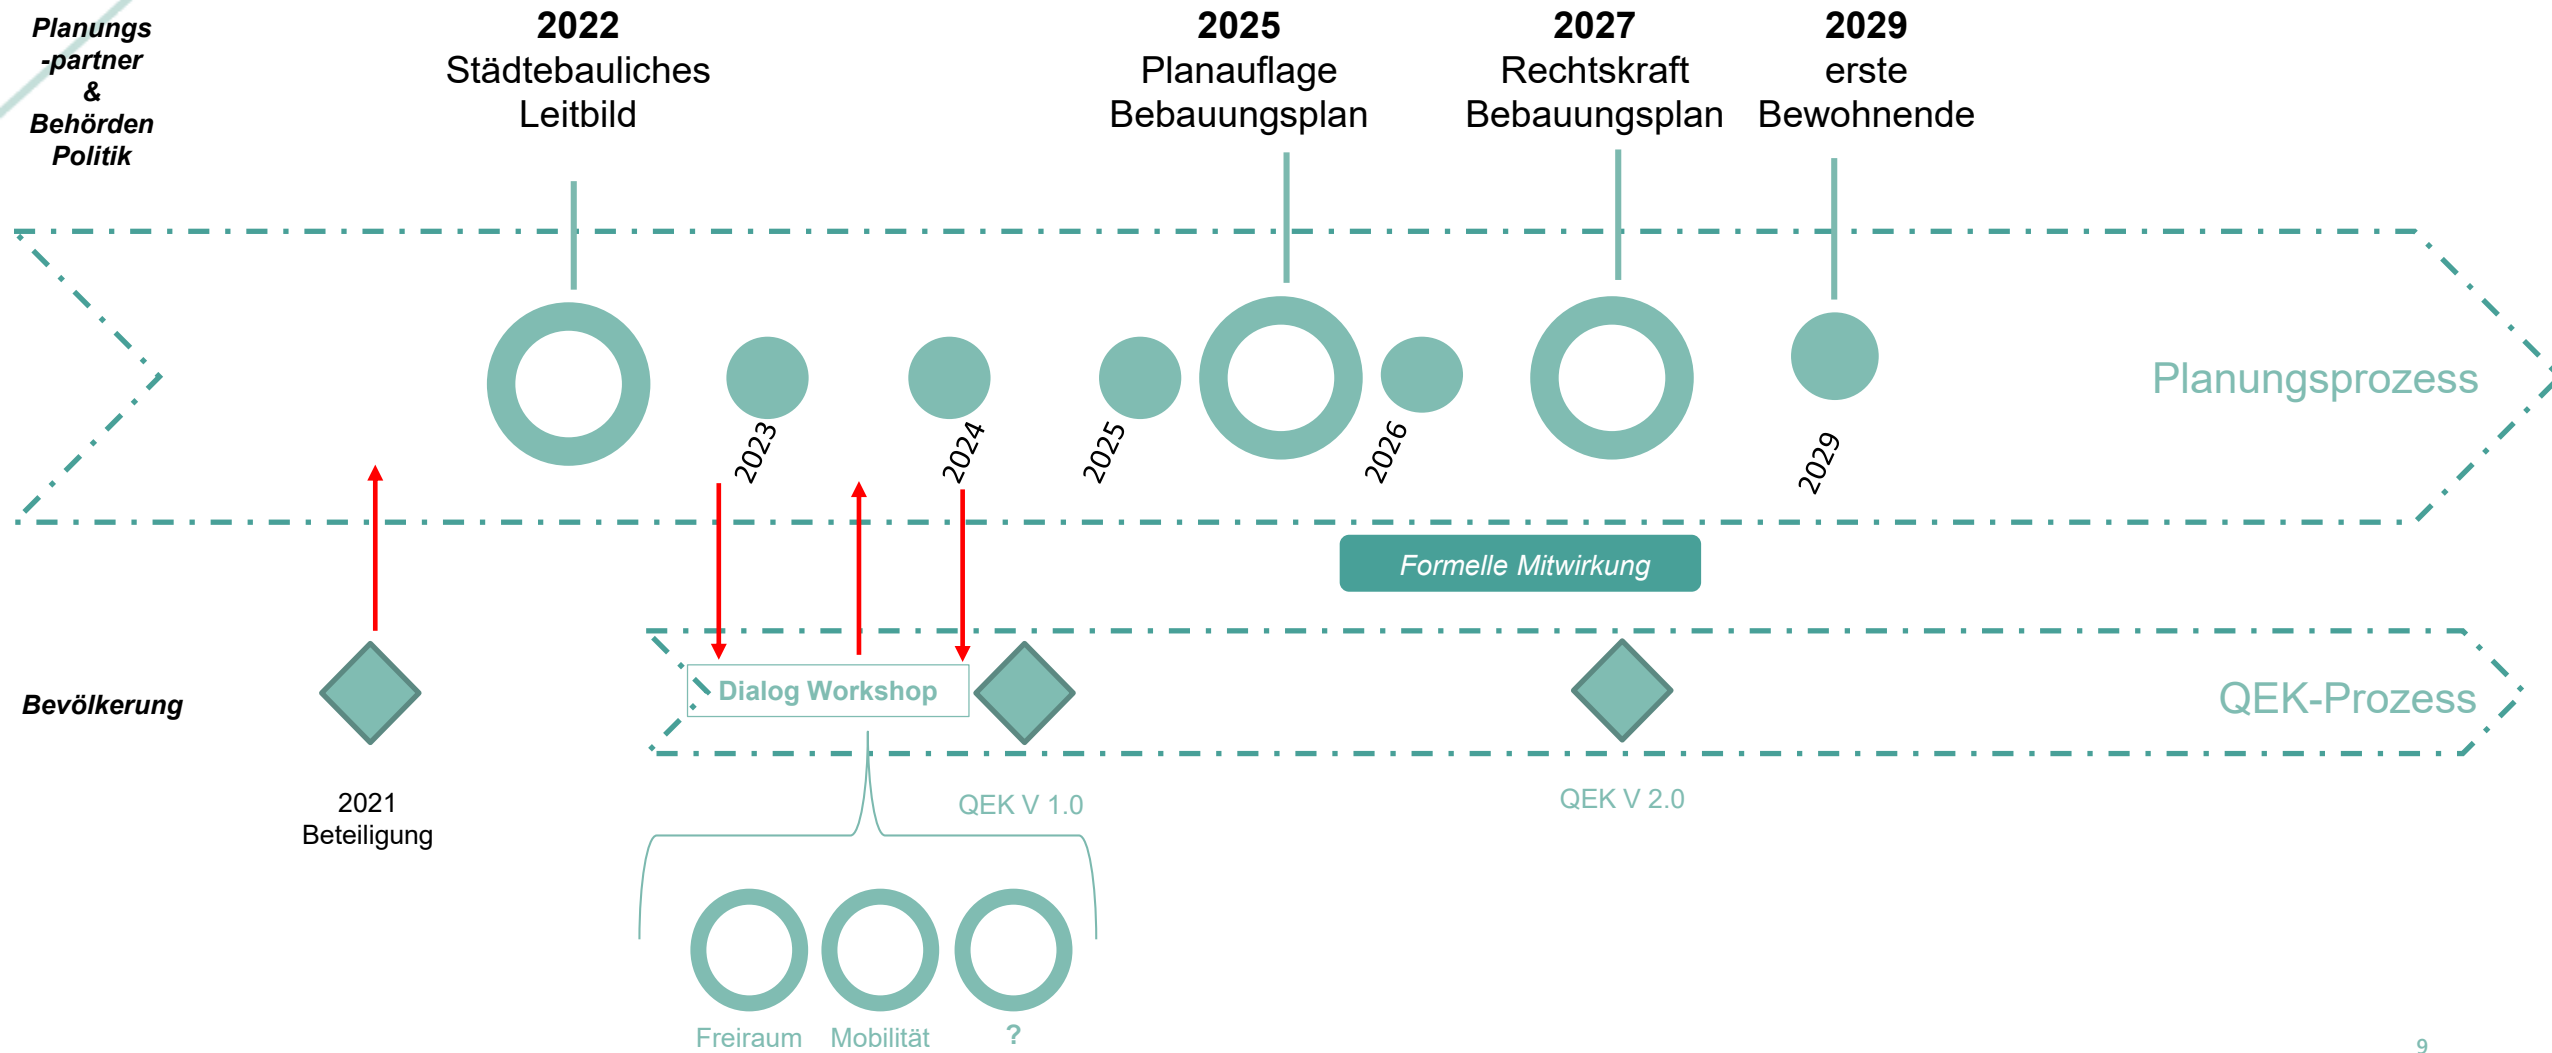 Planungs
-partner
&
Behörden
Politik
2022
Städtebauliches
Leitbild
2025
Planauflage
Bebauungsplan
2027
Rechtskraft
Bebauungsplan
2029
erste
Bewohnende
Planungsprozess
2023
2024
2025
2026
2029
Formelle Mitwirkung
Bevölkerung
Dialog Workshop
QEK-Prozess
2021
Beteiligung
QEK V 1.0
QEK V 2.0
Freiraum
Mobilität
?
9